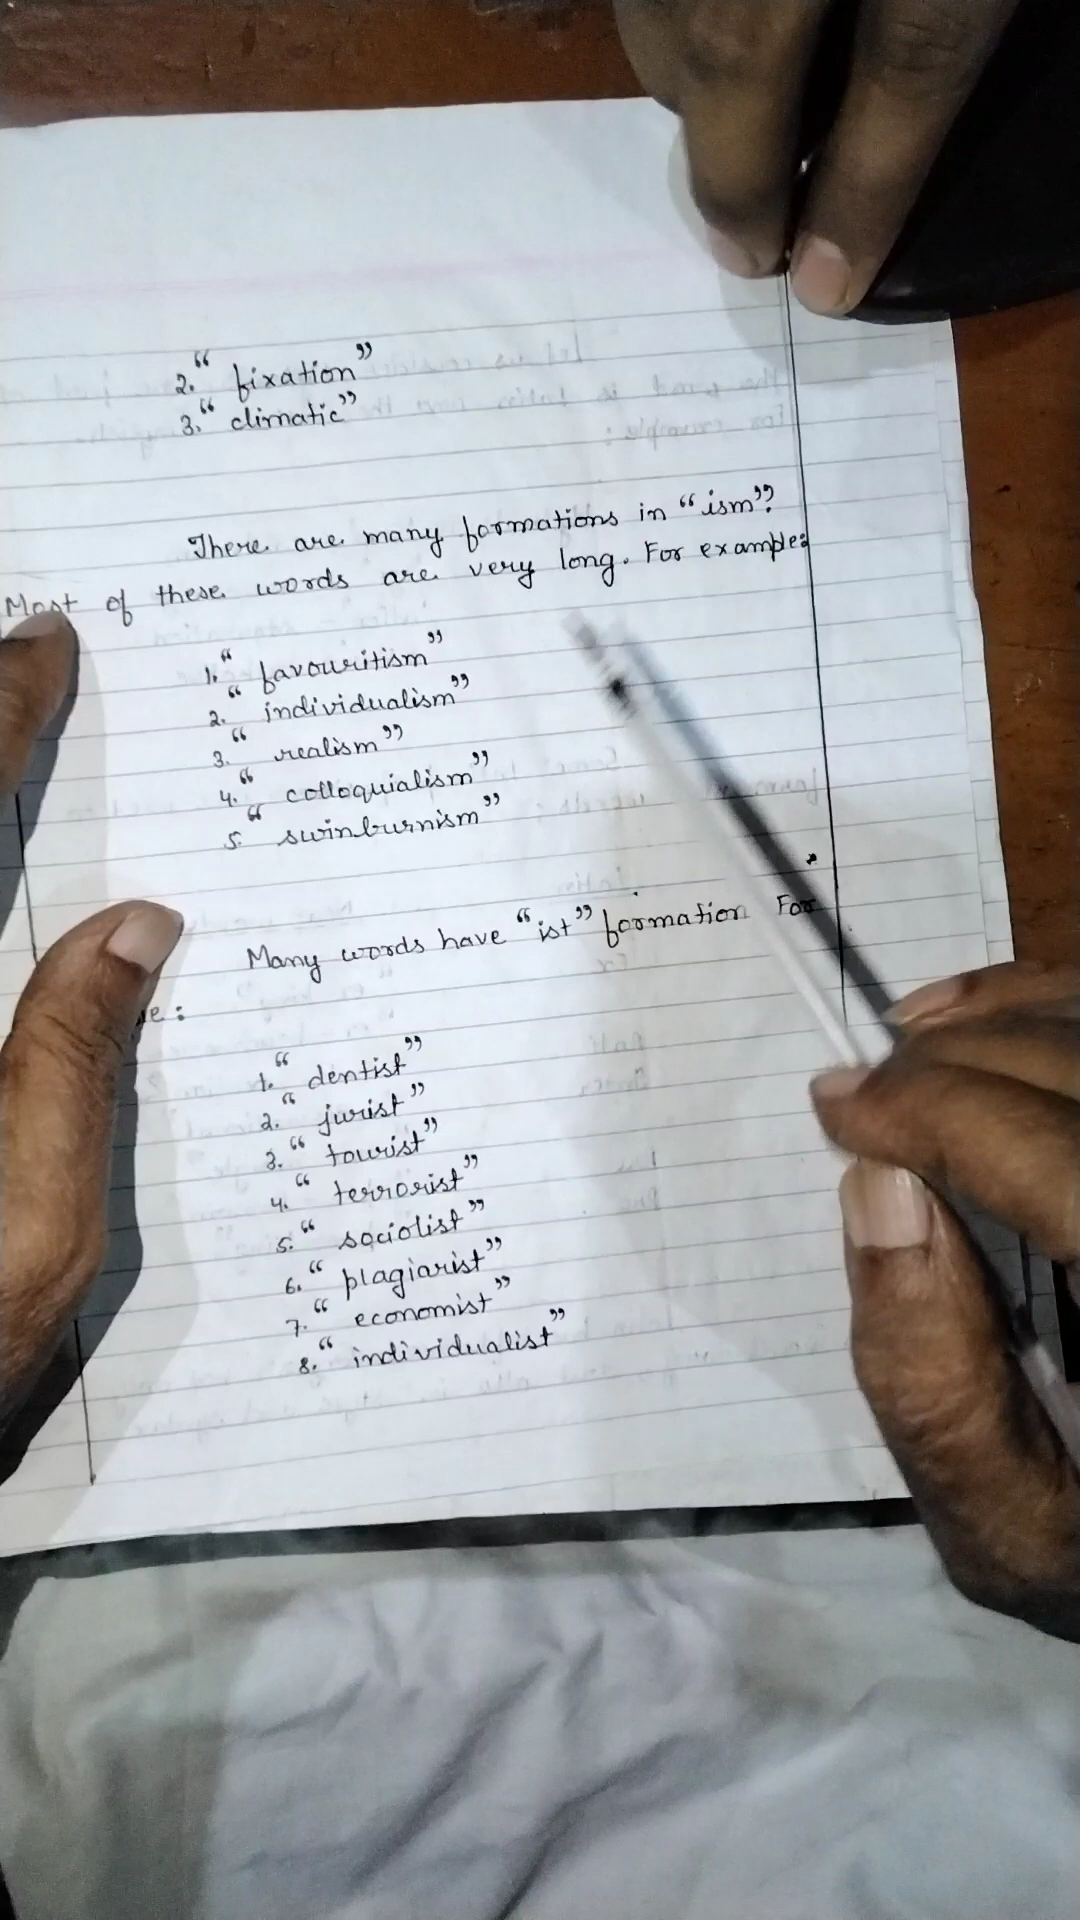 2. “fixation”
3. “climatic”
There are many formations in “ism”.
Most of these words are very long. For example:
1. “favouritism”
2. “individualism”
3. “realism”
4. “colloquialism”
5. “swinburnism”
Many words have “ist” formation For
1. “dentist”
2. “jurist”
3. “tourist”
4. “terrorist”
5. “sociolist”
6. “plagiarist”
7. “economist”
8. “individualist”